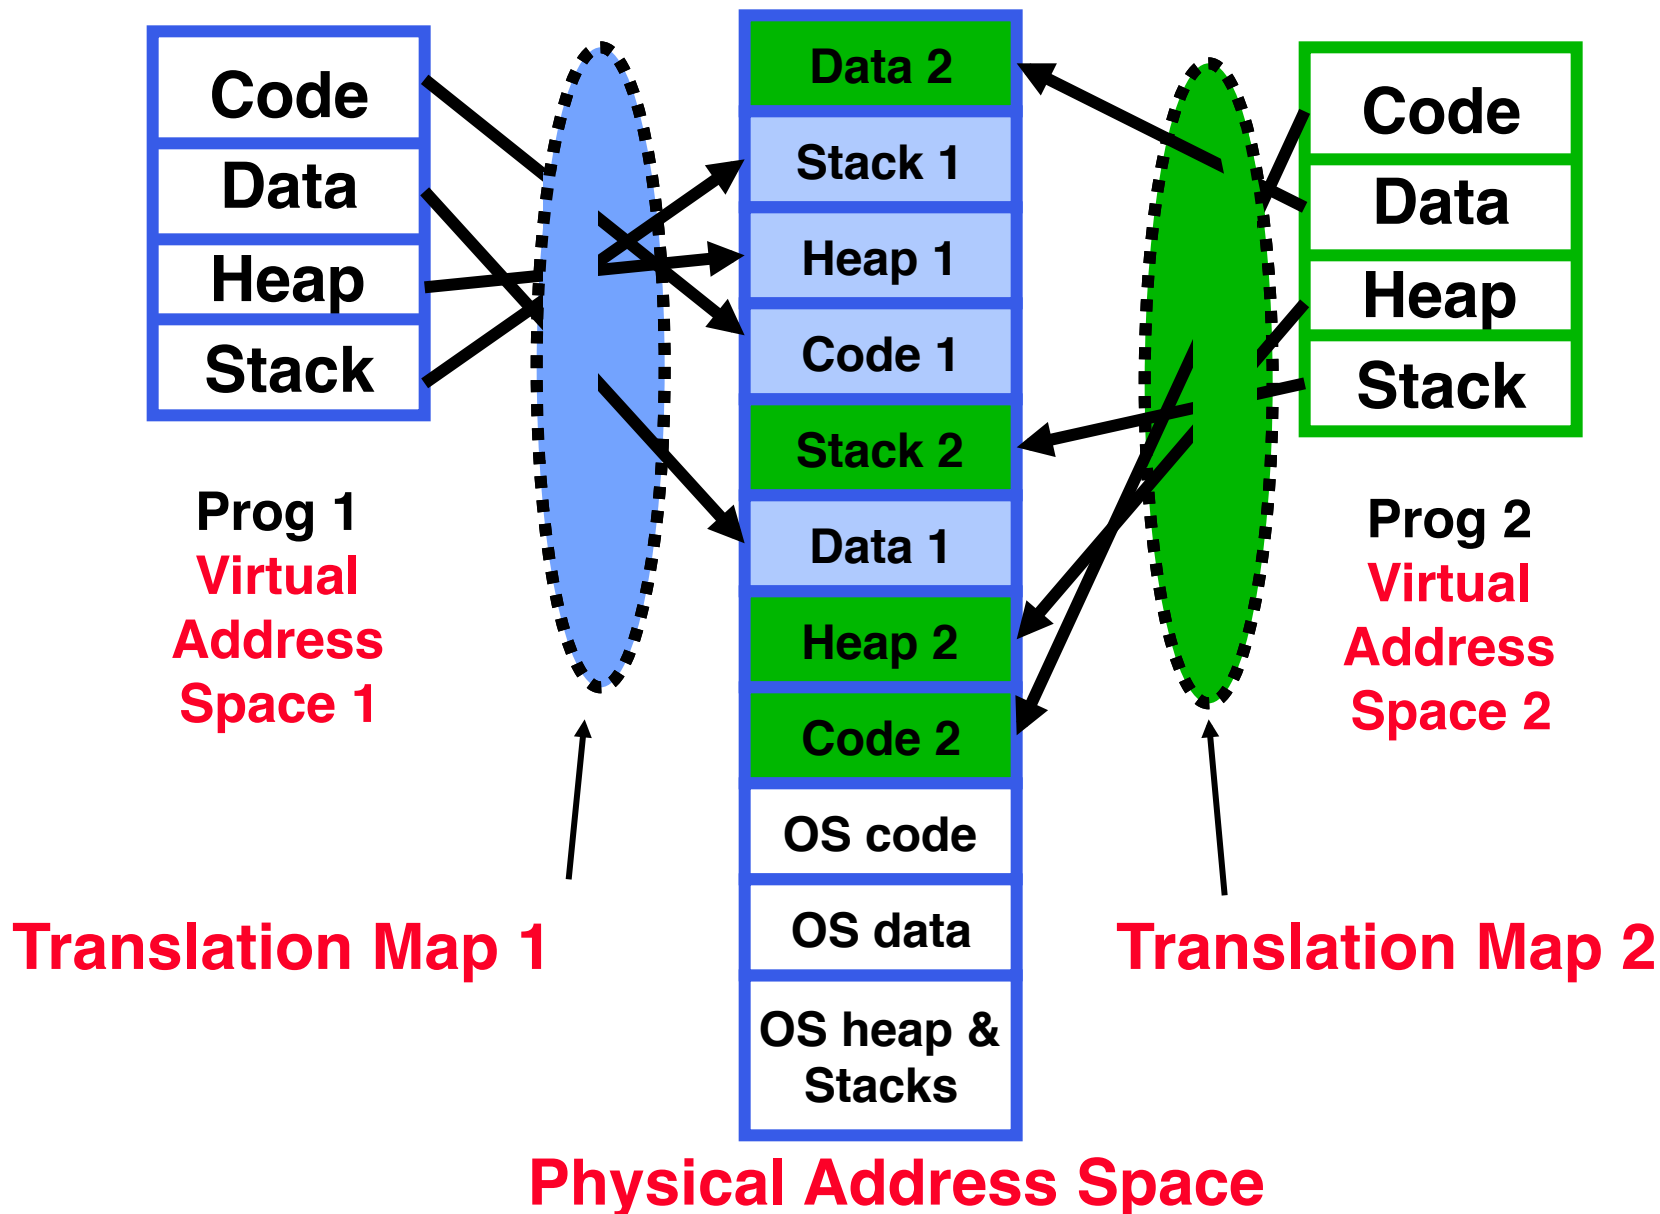 Code
Data
Heap
Stack
Prog 1
Virtual
Address
Space 1
Translation Map 1
Data 2
Stack 1
Heap 1
Code 1
Stack 2
Data 1
Heap 2
Code 2
OS code
OS data
OS heap &
Stacks
Physical Address Space
Code
Data
Heap
Stack
Prog 2
Virtual
Address
Space 2
Translation Map 2